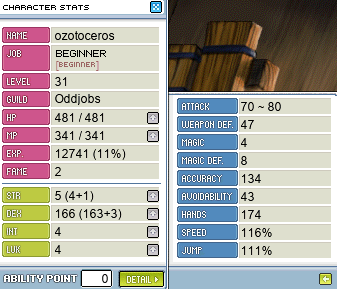 CHARACTER STATS
NAME ozotoceros
JOB BEGINNER
[BEGINNER]
LEVEL 31
GUILD Oddjobs
HP 481 / 481
MP 341 / 341
EXP. 12741 (11%)
FAME 2
STR 5 (4+1)
DEX 166 (163+3)
INT 4
LUK 4
ABILITY POINT 0 DETAIL
ATTACK 70 ~ 80
WEAPON DEF. 47
MAGIC 4
MAGIC DEF. 8
ACCURACY 134
AVOIDABILITY 43
HANDS 174
SPEED 116%
JUMP 111%